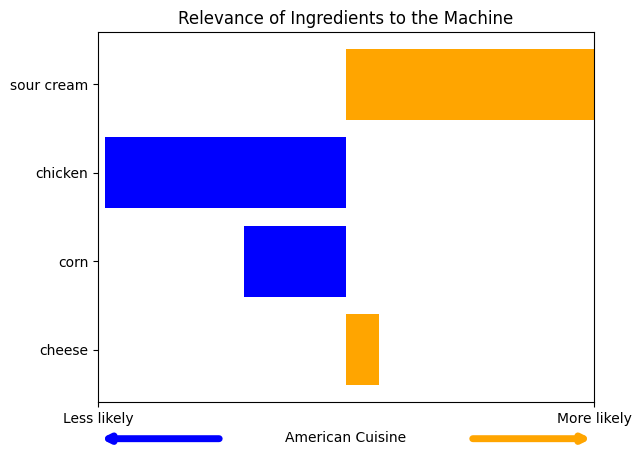 Relevance of Ingredients to the Machine
sour cream
chicken
corn
cheese
Less likely
More likely
American Cuisine